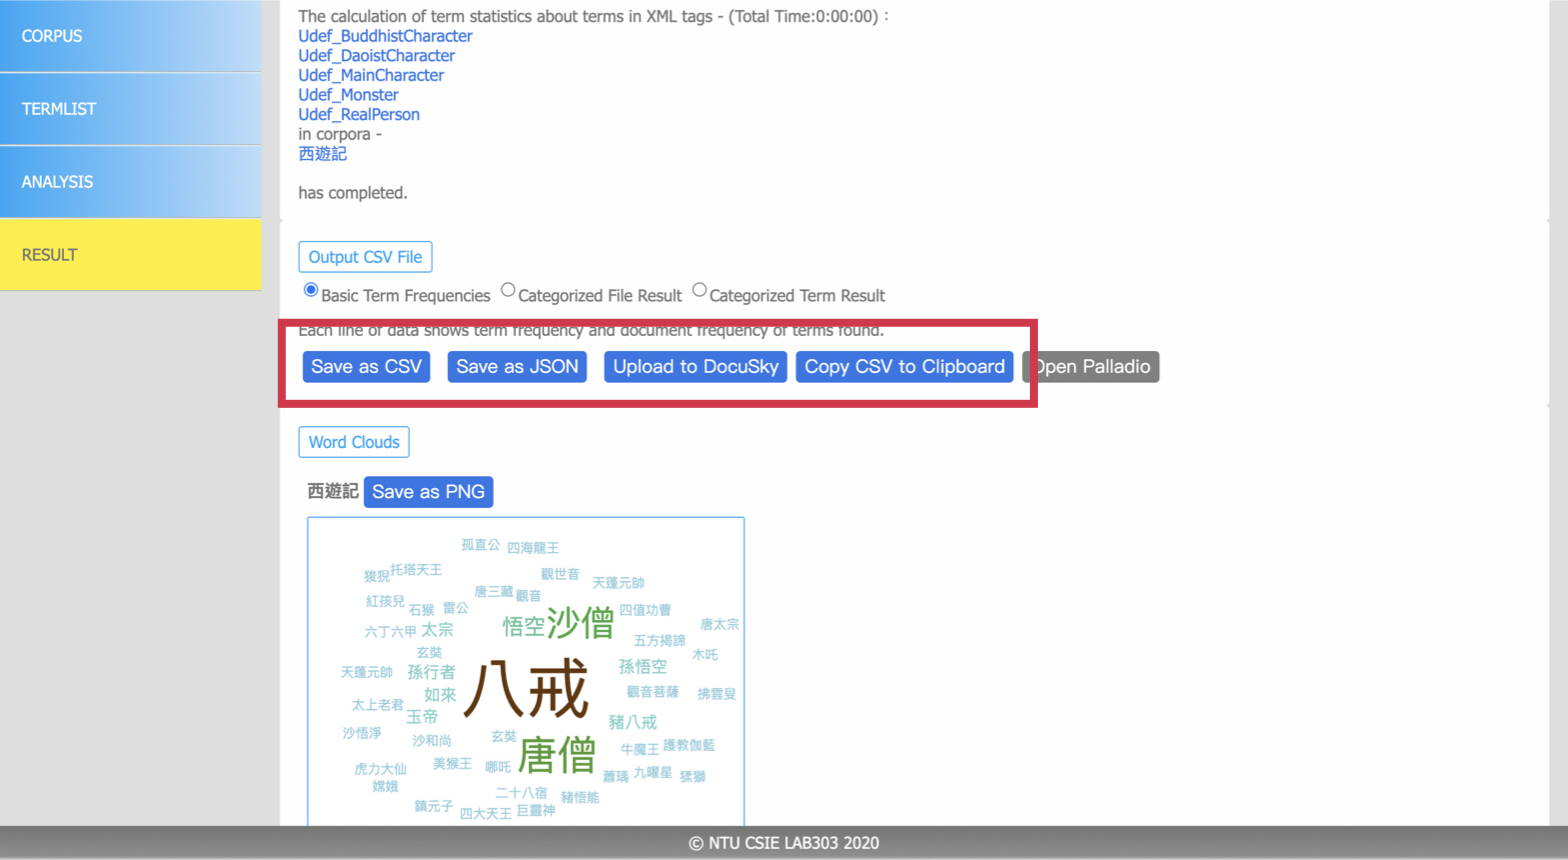 CORPUS
TERMLIST
ANALYSIS
RESULT
The calculation of term statistics about terms in XML tags - (Total Time:0:00:00) :
Udef_BuddhistCharacter
Udef_DaoistCharacter
Udef_MainCharacter
Udef_Monster
Udef_RealPerson
in corpora -
西遊記
has completed.
Output CSV File
Basic Term Frequencies Categorized File Result Categorized Term Result
Each line of data shows term frequency and document frequency of terms found.
Save as CSV Save as JSON Upload to DocuSky Copy CSV to Clipboard Open Palladio
Word Clouds
西遊記 Save as PNG
孤直公 四海龍王
狻猊 托塔天王 觀世音 天蓬元帥
紅孩兒 石猴 雷公 唐三藏 觀音 四值功曹
六丁六甲 太宗 悟空 沙僧 五方揭諦 唐太宗
玄奘 木吒
天蓬元帥 孫行者 八戒 孫悟空
如來 觀音菩薩 拂雲叟
太上老君 玉帝 豬八戒
沙悟淨 沙和尚 玄奘 唐僧 牛魔王 護教伽藍
虎力大仙 美猴王 哪吒 蕭瑀 九曜星 猱獅
嫦娥 二十八宿 豬悟能
鎮元子 四大天王 巨靈神
© NTU CSIE LAB303 2020